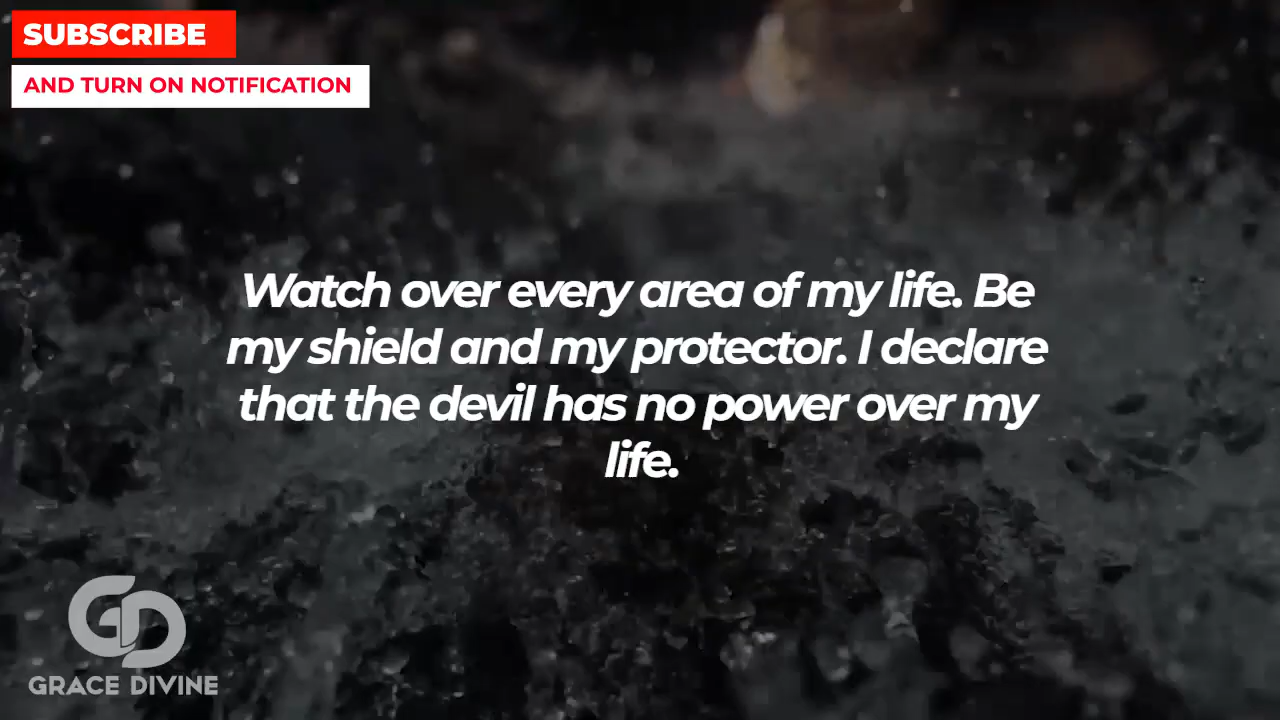 SUBSCRIBE
AND TURN ON NOTIFICATION
Watch over every area of my life. Be
my shield and my protector. I declare
that the devil has no power over my
life.
GD
GRACE DIVINE